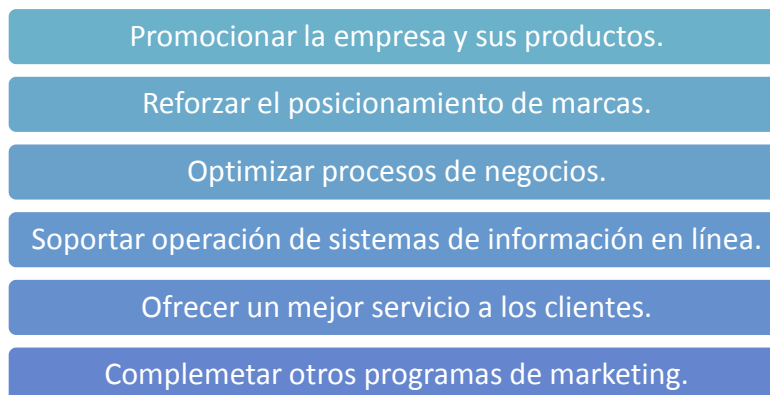 Promocionar la empresa y sus productos.
Reforzar el posicionamiento de marcas.
Optimizar procesos de negocios.
Soportar operación de sistemas de información en línea.
Ofrecer un mejor servicio a los clientes.
Complemetar otros programas de marketing.